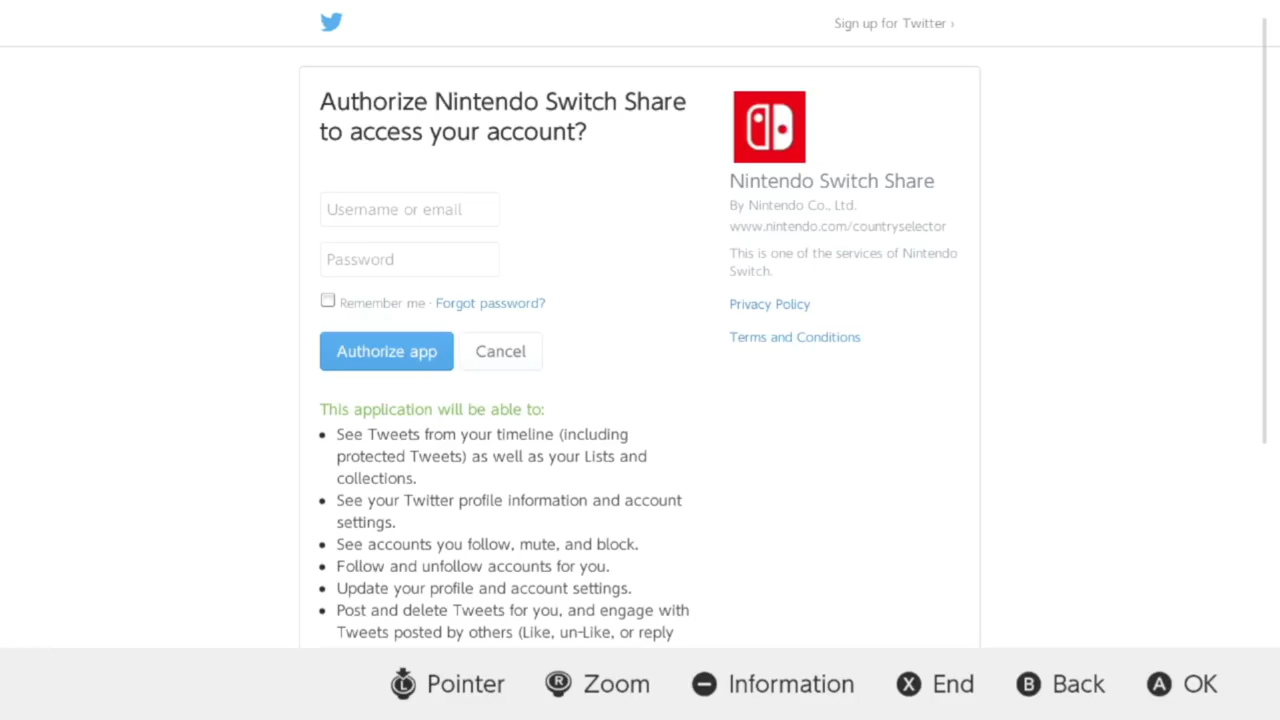 Sign up for Twitter ›
Authorize Nintendo Switch Share
to access your account?
Username or email
Password
Remember me · Forgot password?
Authorize app
Cancel
This application will be able to:
• See Tweets from your timeline (including
protected Tweets) as well as your Lists and
collections.
• See your Twitter profile information and account
settings.
• See accounts you follow, mute, and block.
• Follow and unfollow accounts for you.
• Update your profile and account settings.
• Post and delete Tweets for you, and engage with
Tweets posted by others (Like, un-Like, or reply
Nintendo Switch Share
By Nintendo Co., Ltd.
www.nintendo.com/countryselector
This is one of the services of Nintendo
Switch.
Privacy Policy
Terms and Conditions
L Pointer R Zoom Information X End B Back A OK